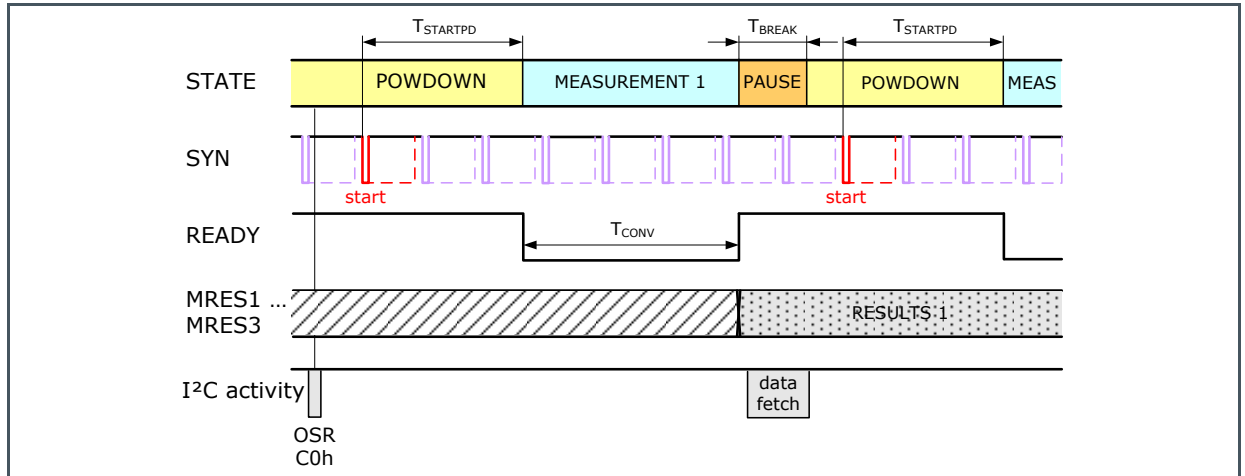 TSTARTPD TBREAK TSTARTPD
STATE POWDOWN MEASUREMENT 1 PAUSE POWDOWN MEAS
SYN
start start
READY TCONV
MRES1 ...
MRES3
RESULTS 1
I²C activity
data
fetch
OSR
C0h